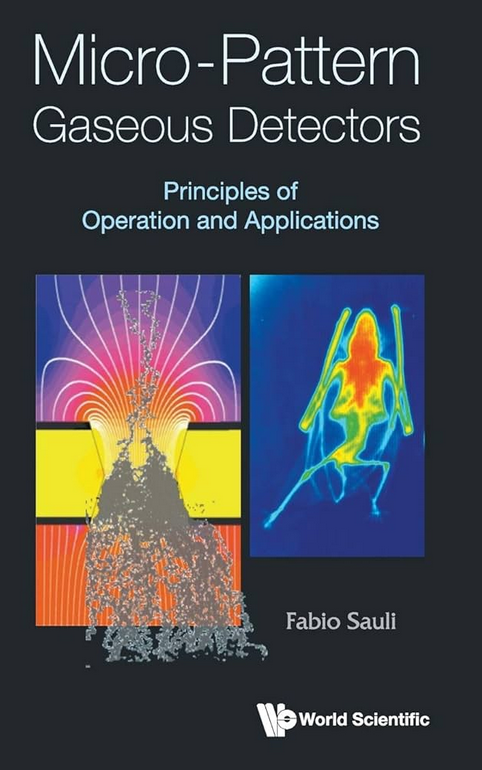 Micro-Pattern
Gaseous Detectors
Principles of
Operation and Applications
Fabio Sauli
World Scientific